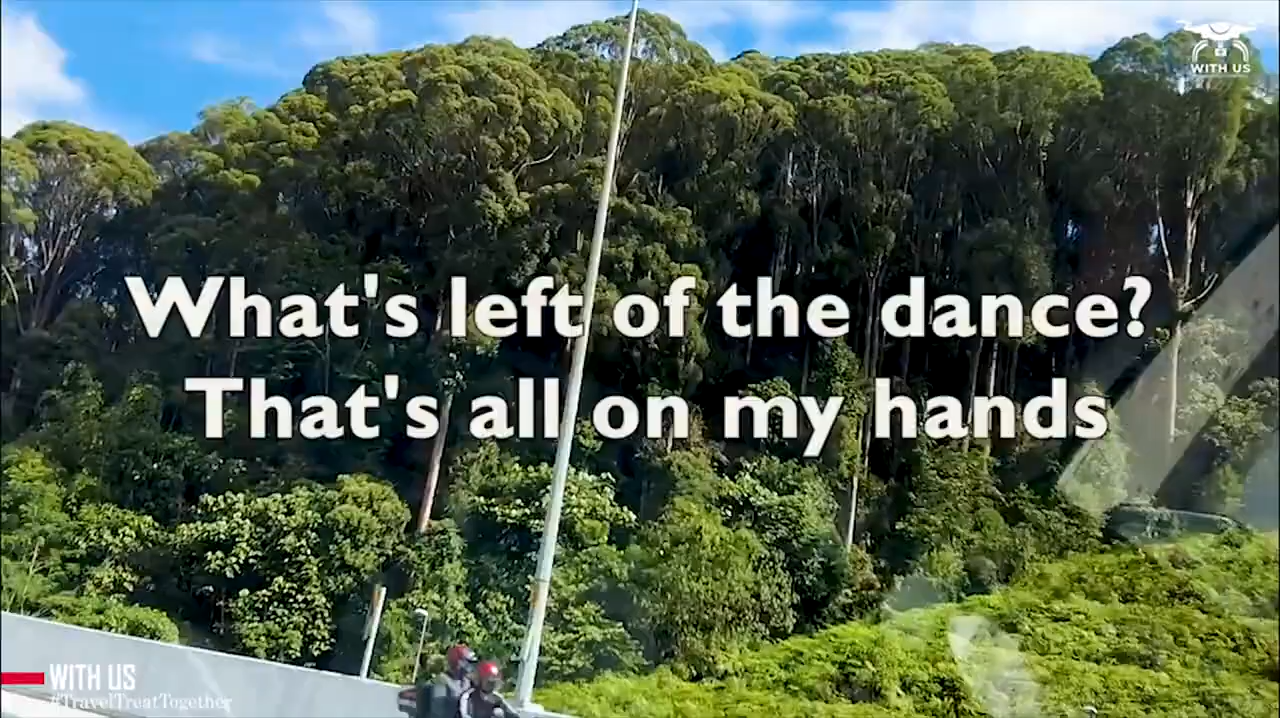 WITH US
What's left of the dance?
That's all on my hands
WITH US
#TravelTreatTogether